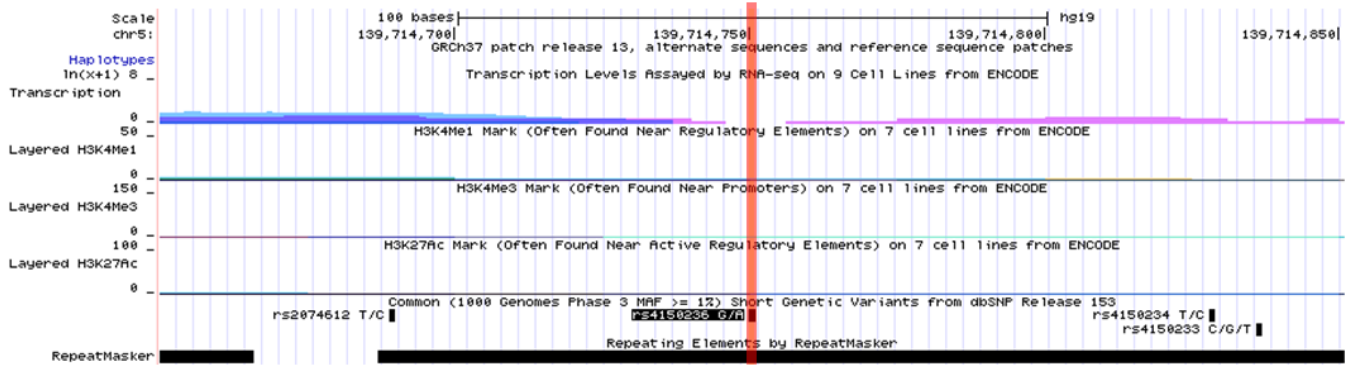 Scale 100 bases hg19
chr5: 139,714,700 139,714,750 139,714,800 139,714,850
GRCh37 patch release 13, alternate sequences and reference sequence patches
Haplotypes
ln(x+1) 8 _ Transcription Levels Assayed by RNA-seq on 9 Cell Lines from ENCODE
Transcription
0 _
50 _ H3K4Me1 Mark (Often Found Near Regulatory Elements) on 7 cell lines from ENCODE
Layered H3K4Me1
0 _
150 _ H3K4Me3 Mark (Often Found Near Promoters) on 7 cell lines from ENCODE
Layered H3K4Me3
0 _
100 _ H3K27Ac Mark (Often Found Near Active Regulatory Elements) on 7 cell lines from ENCODE
Layered H3K27Ac
0 _
Common (1000 Genomes Phase 3 MAF >= 1%) Short Genetic Variants from dbSNP Release 153
rs2074612 T/C rs4150236 G/A rs4150234 T/C
rs4150233 C/G/T
Repeating Elements by RepeatMasker
RepeatMasker